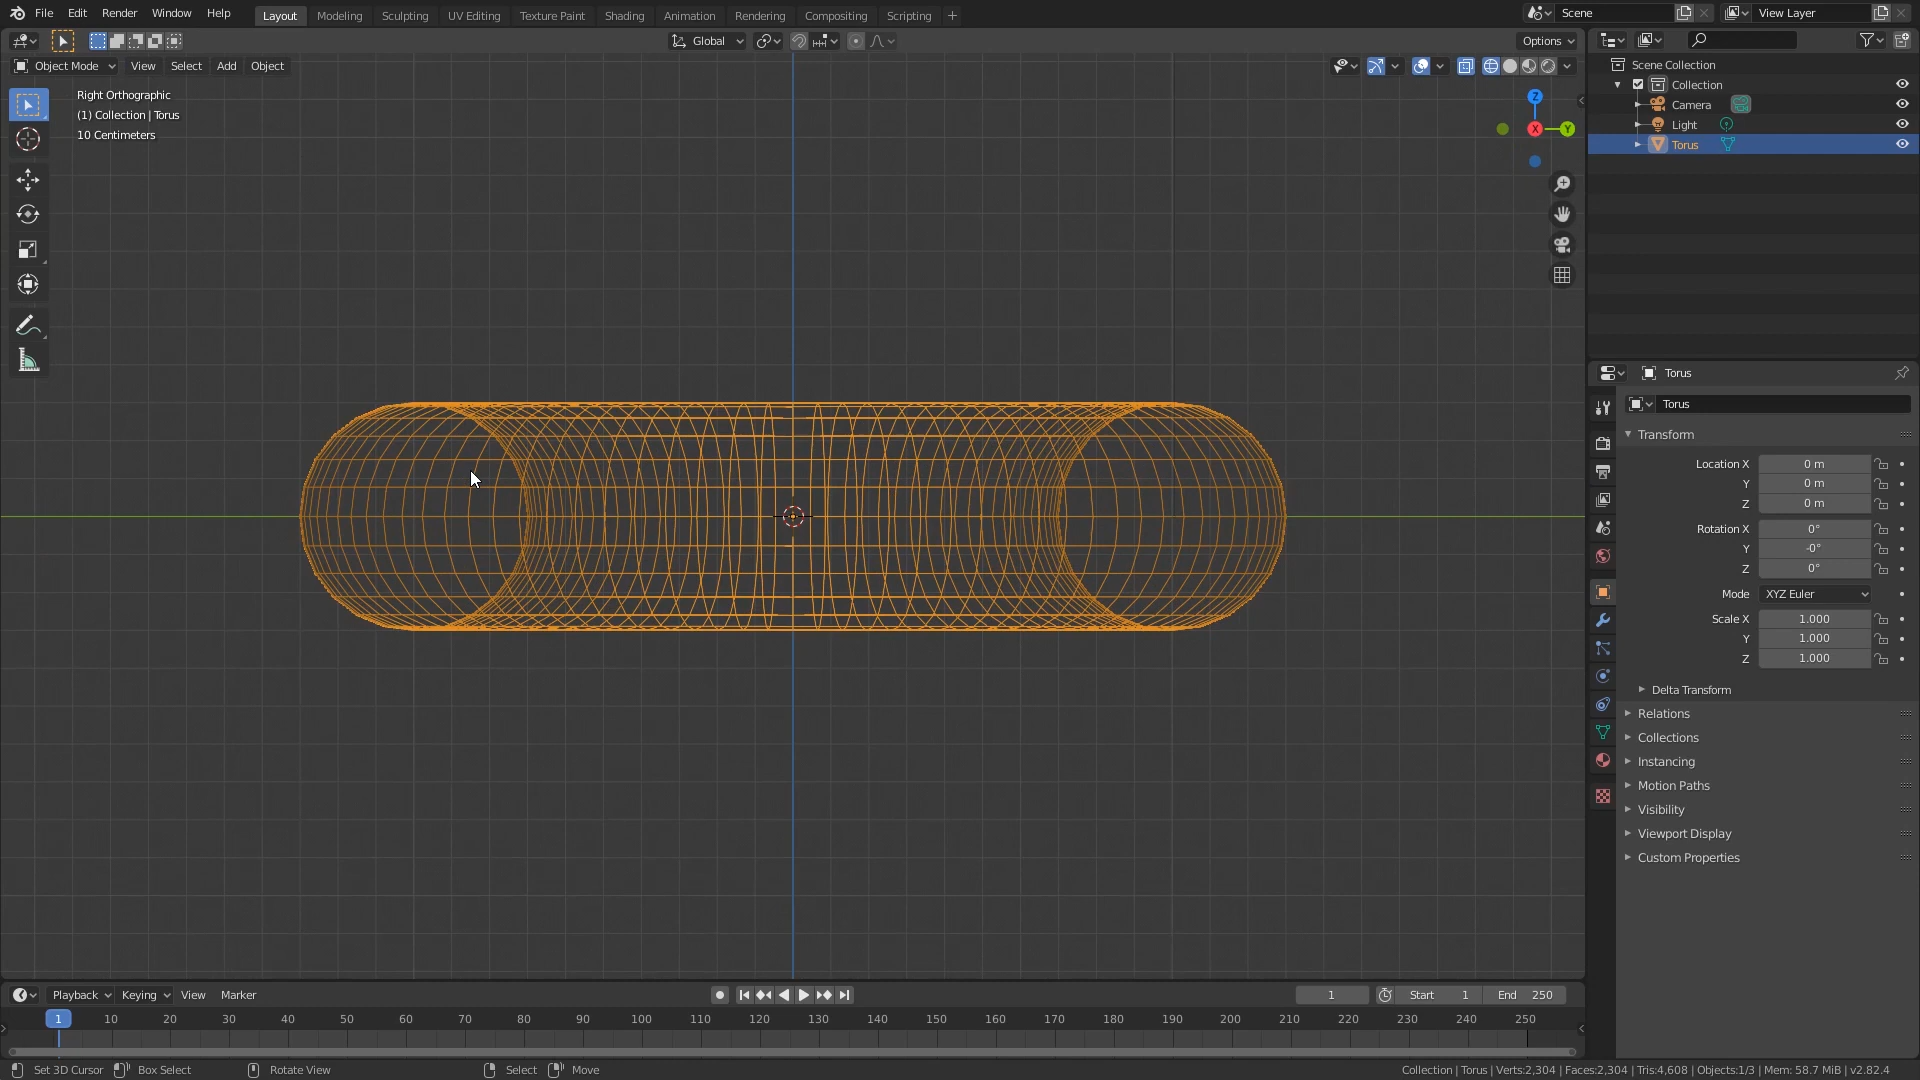 File Edit Render Window Help Layout Modeling Sculpting UV Editing Texture Paint Shading Animation Rendering Compositing Scripting + Scene View Layer
Global Options
Object Mode View Select Add Object
Right Orthographic
(1) Collection | Torus
10 Centimeters
Z
X
Y
Scene Collection
Collection
Camera
Light
Torus
Torus
Torus
Transform
Location X 0 m
Y 0 m
Z 0 m
Rotation X 0°
Y -0°
Z 0°
Mode XYZ Euler
Scale X 1.000
Y 1.000
Z 1.000
Delta Transform
Relations
Collections
Instancing
Motion Paths
Visibility
Viewport Display
Custom Properties
Playback Keying View Marker 1 Start 1 End 250
1 10 20 30 40 50 60 70 80 90 100 110 120 130 140 150 160 170 180 190 200 210 220 230 240 250
Set 3D Cursor Box Select Rotate View Select Move Collection | Torus | Verts:2,304 | Faces:2,304 | Tris:4,608 | Objects:1/3 | Mem: 58.7 MiB | v2.82.4